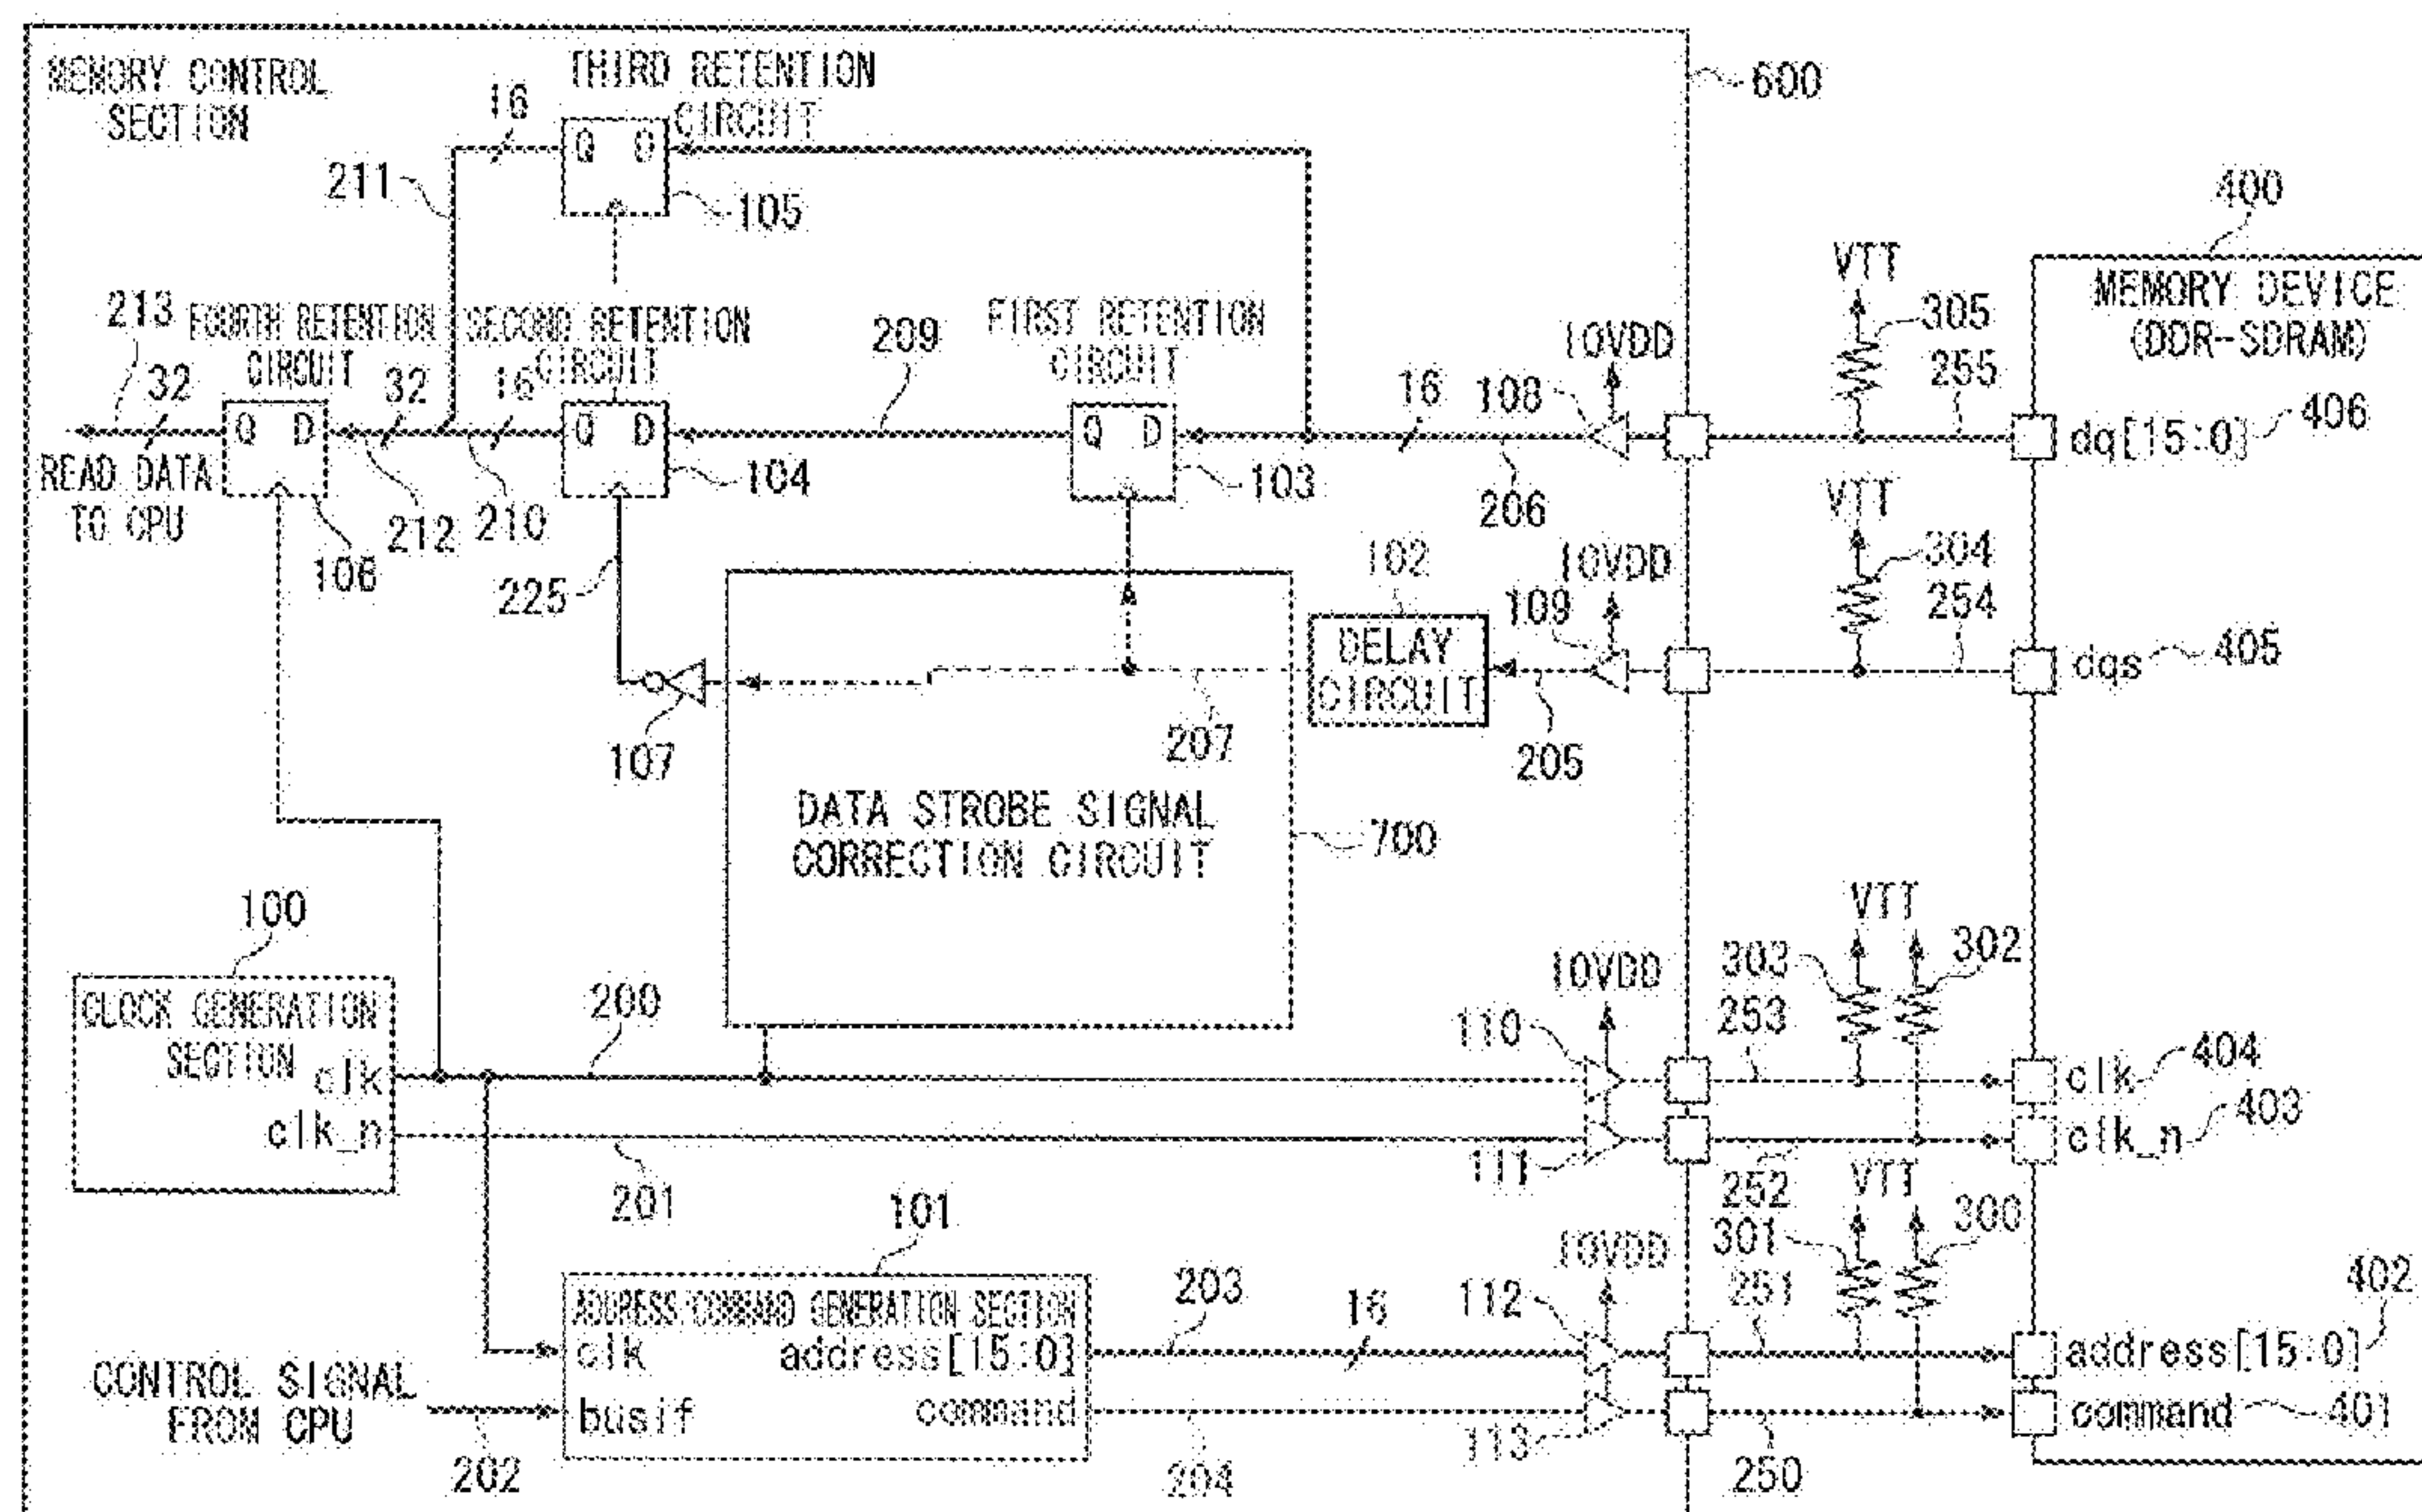 MEMORY CONTROL
SECTION
THIRD RETENTION
CIRCUIT
600
16
Q D
211
105
400
MEMORY DEVICE
(DDR-SDRAM)
213
FOURTH RETENTION
CIRCUIT
SECOND RETENTION
CIRCUIT
209
FIRST RETENTION
CIRCUIT
IOVDD
VTT
305
255
32
32
16
16
108
Q D
Q D
Q D
dq[15:0]
406
READ DATA
TO CPU
106
212
210
104
103
206
VTT
304
254
225
102
IOVDD
109
DELAY
CIRCUIT
dqs
405
107
207
205
DATA STROBE SIGNAL
CORRECTION CIRCUIT
700
100
CLOCK GENERATION
SECTION
clk
clk_n
200
201
IOVDD
110
111
VTT
303
302
253
252
clk
404
clk_n
403
101
ADDRESS/COMMAND GENERATION SECTION
clk
address[15:0]
busif
command
CONTROL SIGNAL
FROM CPU
202
203
204
16
IOVDD
112
113
VTT
301
300
251
250
address[15:0]
402
command
401